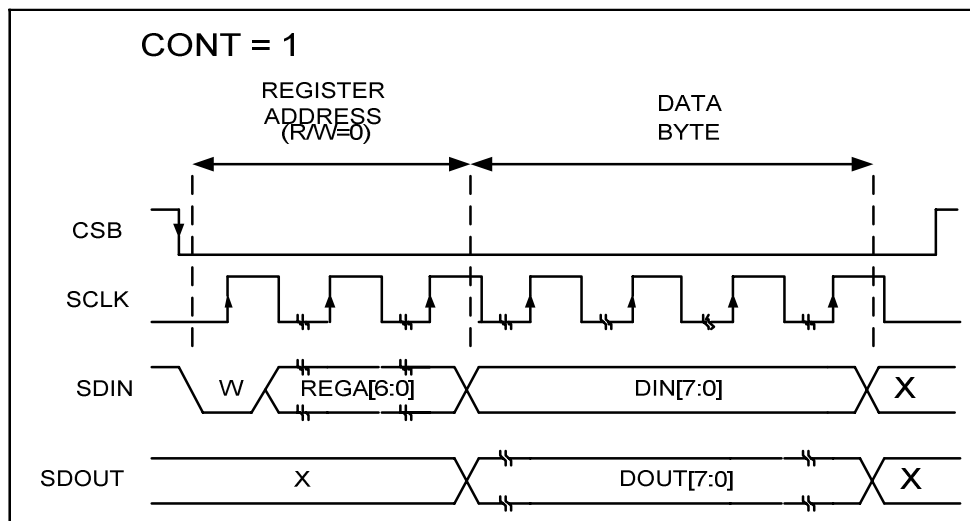 CONT = 1
REGISTER
ADDRESS
(R/W=0)
DATA
BYTE
CSB
SCLK
SDIN
W
REGA[6:0]
DIN[7:0]
X
SDOUT
X
DOUT[7:0]
X